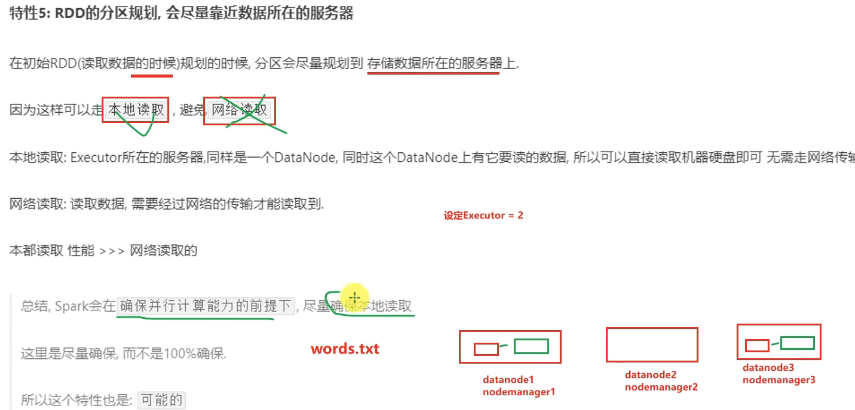 特性5: RDD的分区规划, 会尽量靠近数据所在的服务器
在初始RDD(读取数据的时候)规划的时候, 分区会尽量规划到 存储数据所在的服务器上.
因为这样可以走 本地读取 , 避免 网络读取
本地读取: Executor所在的服务器,同样是一个DataNode, 同时这个DataNode上有它要读的数据, 所以可以直接读取机器硬盘即可 无需走网络传输
网络读取: 读取数据, 需要经过网络的传输才能读取到.
设定Executor = 2
本都读取 性能 >>> 网络读取的
总结, Spark会在 确保并行计算能力的前提下 , 尽量确保本地读取
这里是尽量确保, 而不是100%确保.
words.txt
datanode1
nodemanager1
datanode2
nodemanager2
datanode3
nodemanager3
所以这个特性也是: 可能的